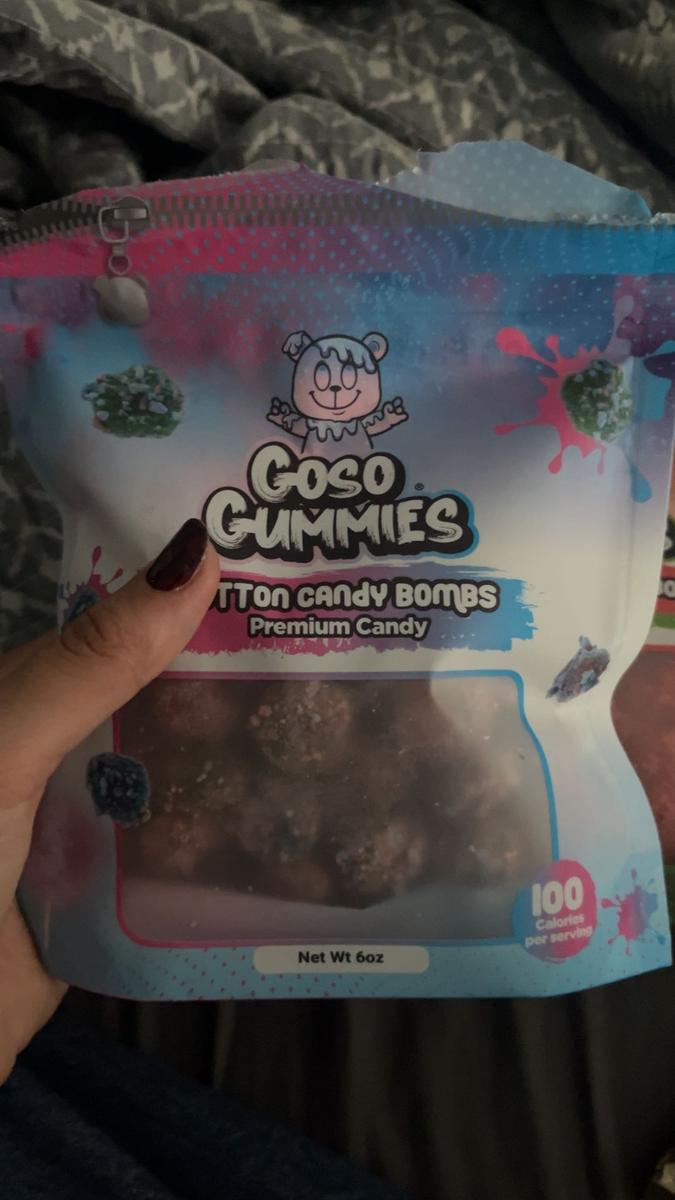 GOSO
GUMMIES
®
TTON CANDY BOMBS
Premium Candy
100
Calories
per serving
Net Wt 6oz